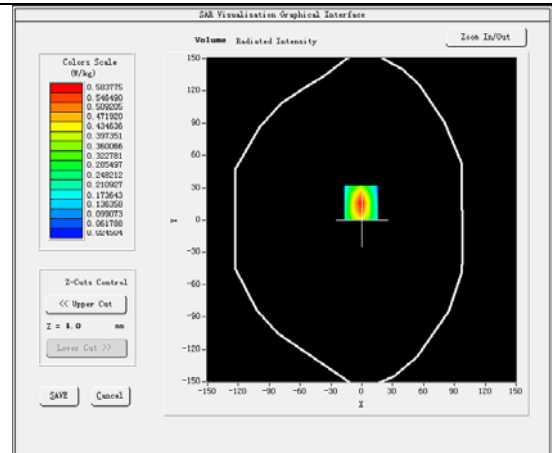 SAR Visualisation Graphical Interface
Volume Radiated Intensity
Zoom In/Out
Colors Scale
(W/kg)
0.583775
0.546490
0.509205
0.471920
0.434636
0.397351
0.360066
0.322781
0.285497
0.248212
0.210927
0.173643
0.136358
0.099073
0.061788
0.024504
Z-Cuts Control
<< Upper Cut
Z = 4.0 mm
Lower Cut >>
SAVE Cancel
150
120
90
60
30
0
-30
-60
-90
-120
-150
Y
-150 -120 -90 -60 -30 0 30 60 90 120 150
X